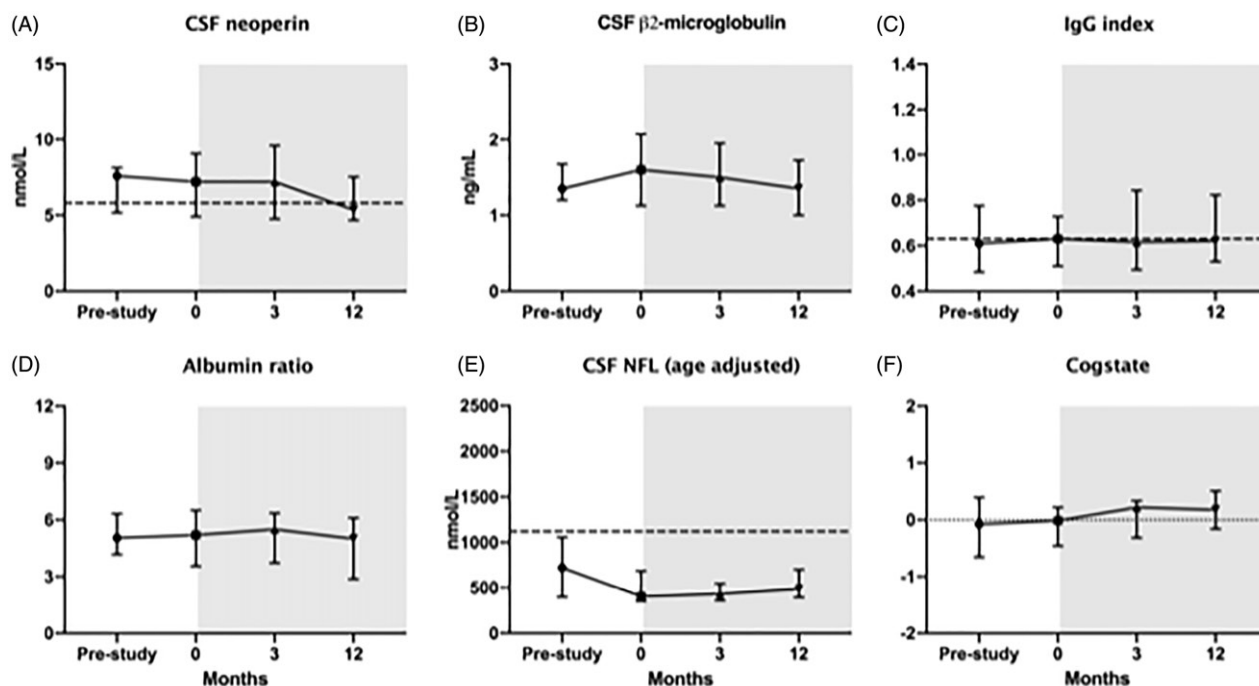 (A) CSF neoperin
15
10
5
0
nmol/L
Pre-study 0 3 12
(B) CSF β2-microglobulin
3
2
1
0
ng/mL
Pre-study 0 3 12
(C) IgG index
1.4
1.2
1.0
0.8
0.6
0.4
Pre-study 0 3 12
(D) Albumin ratio
12
9
6
3
0
Pre-study 0 3 12
Months
(E) CSF NFL (age adjusted)
2500
2000
1500
1000
500
0
nmol/L
Pre-study 0 3 12
Months
(F) Cogstate
2
1
0
-1
-2
Pre-study 0 3 12
Months